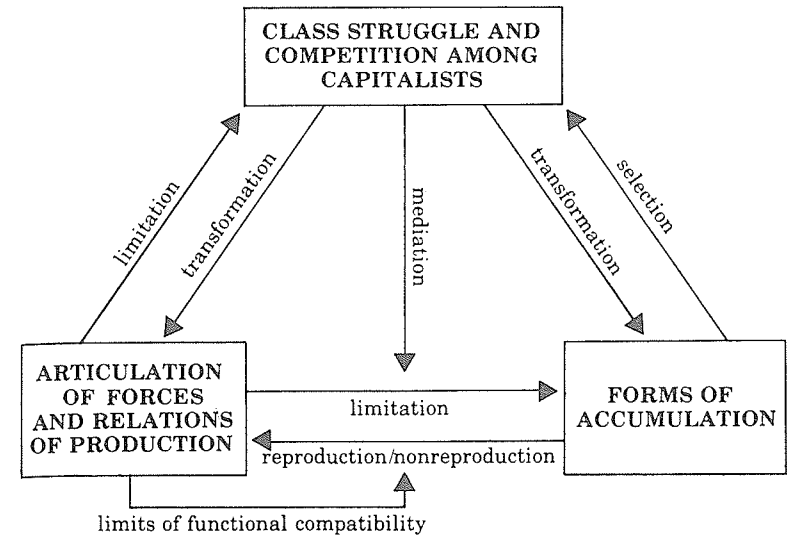 CLASS STRUGGLE AND
COMPETITION AMONG
CAPITALISTS
limitation
transformation
mediation
transformation
selection
ARTICULATION
OF FORCES
AND RELATIONS
OF PRODUCTION
limitation
reproduction/nonreproduction
FORMS OF
ACCUMULATION
limits of functional compatibility